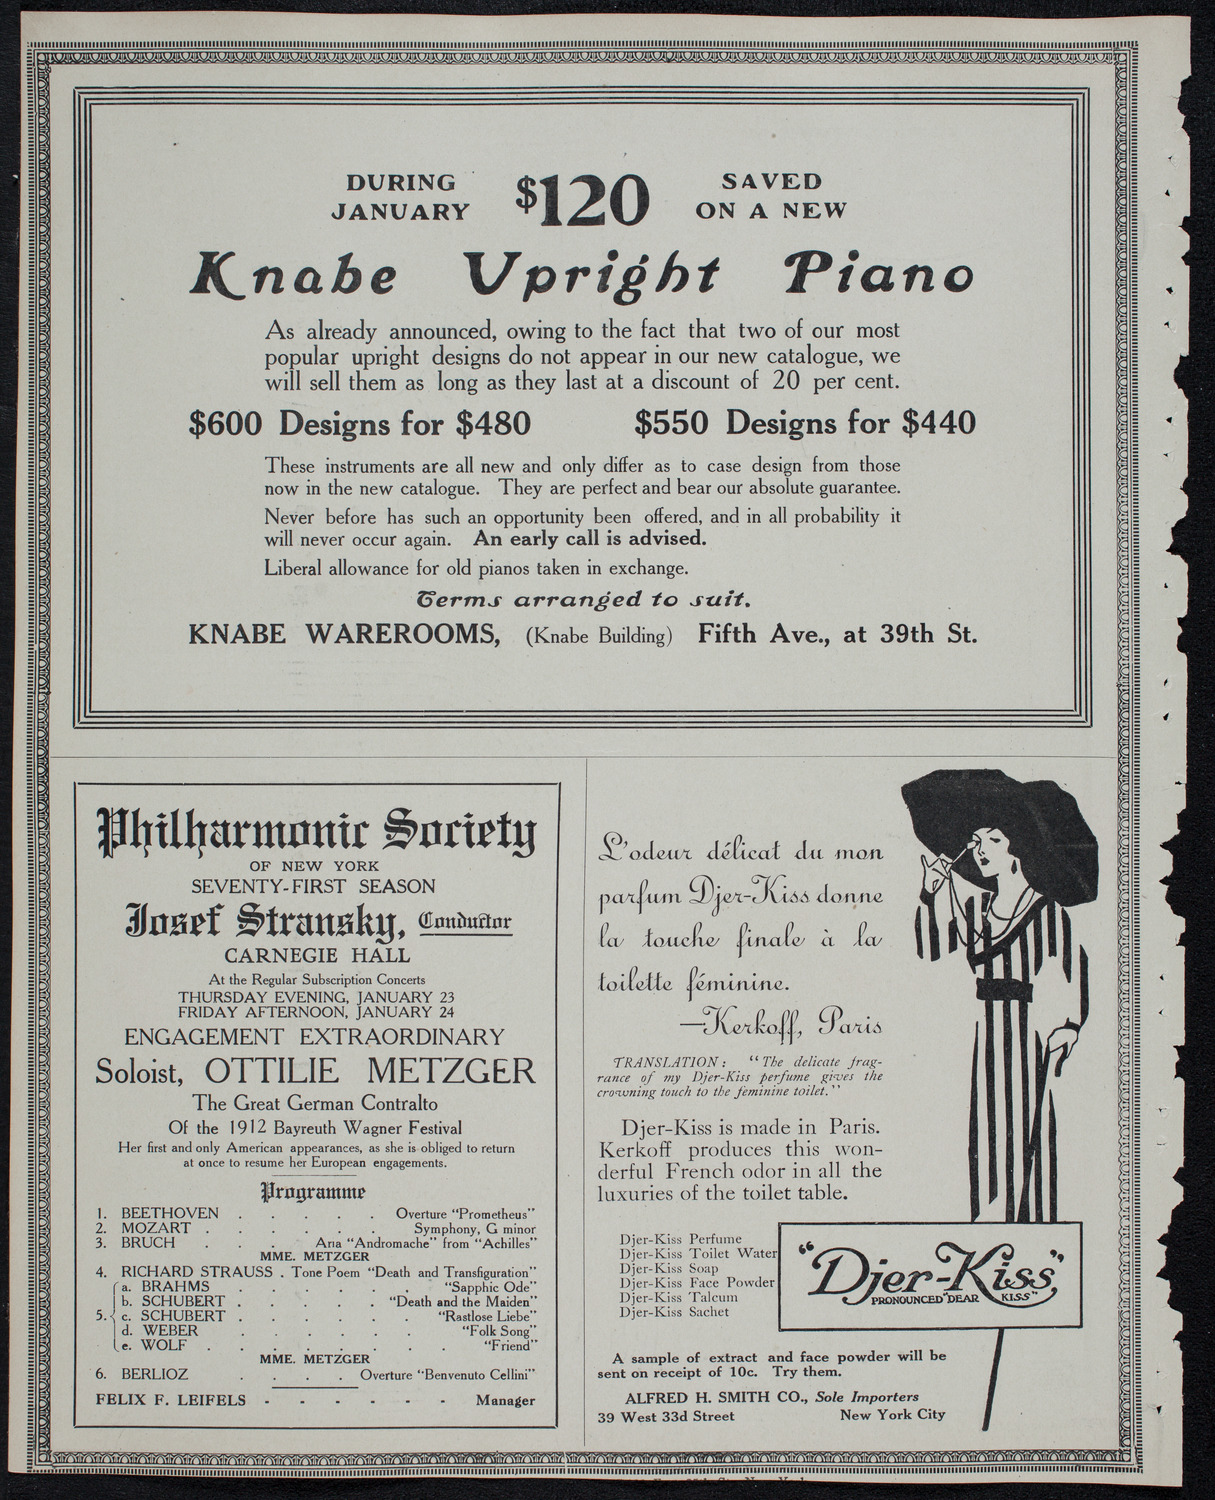 DURING
JANUARY
$120
SAVED
ON A NEW
Knabe Upright Piano
As already announced, owing to the fact that two of our most
popular upright designs do not appear in our new catalogue, we
will sell them as long as they last at a discount of 20 per cent.
$600 Designs for $480 $550 Designs for $440
These instruments are all new and only differ as to case design from those
now in the new catalogue. They are perfect and bear our absolute guarantee.
Never before has such an opportunity been offered, and in all probability it
will never occur again. An early call is advised.
Liberal allowance for old pianos taken in exchange.
Terms arranged to suit.
KNABE WAREROOMS, (Knabe Building) Fifth Ave., at 39th St.
Philharmonic Society
OF NEW YORK
SEVENTY-FIRST SEASON
Josef Stransky, Conductor
CARNEGIE HALL
At the Regular Subscription Concerts
THURSDAY EVENING, JANUARY 23
FRIDAY AFTERNOON, JANUARY 24
ENGAGEMENT EXTRAORDINARY
Soloist, OTTILIE METZGER
The Great German Contralto
Of the 1912 Bayreuth Wagner Festival
Her first and only American appearances, as she is obliged to return
at once to resume her European engagements.
Programme
1. BEETHOVEN . . . . . Overture "Prometheus"
2. MOZART . . . . . . Symphony, G minor
3. BRUCH . . . Aria "Andromache" from "Achilles"
MME. METZGER
4. RICHARD STRAUSS . Tone Poem "Death and Transfiguration"
a. BRAHMS . . . . . . "Sapphic Ode"
b. SCHUBERT . . . . . "Death and the Maiden"
5. c. SCHUBERT . . . . . . "Rastlose Liebe"
d. WEBER . . . . . . "Folk Song"
e. WOLF . . . . . . . "Friend"
MME. METZGER
6. BERLIOZ . . . . Overture "Benvenuto Cellini"
FELIX F. LEIFELS - - - - - - Manager
L'odeur délicat du mon
parfum Djer-Kiss donne
la touche finale à la
toilette féminine.
—Kerkoff, Paris
TRANSLATION: "The delicate frag-
rance of my Djer-Kiss perfume gives the
crowning touch to the feminine toilet."
Djer-Kiss is made in Paris.
Kerkoff produces this won-
derful French odor in all the
luxuries of the toilet table.
Djer-Kiss Perfume
Djer-Kiss Toilet Water
Djer-Kiss Soap
Djer-Kiss Face Powder
Djer-Kiss Talcum
Djer-Kiss Sachet
"Djer-Kiss"
PRONOUNCED "DEAR KISS"
A sample of extract and face powder will be
sent on receipt of 10c. Try them.
ALFRED H. SMITH CO., Sole Importers
39 West 33d Street New York City